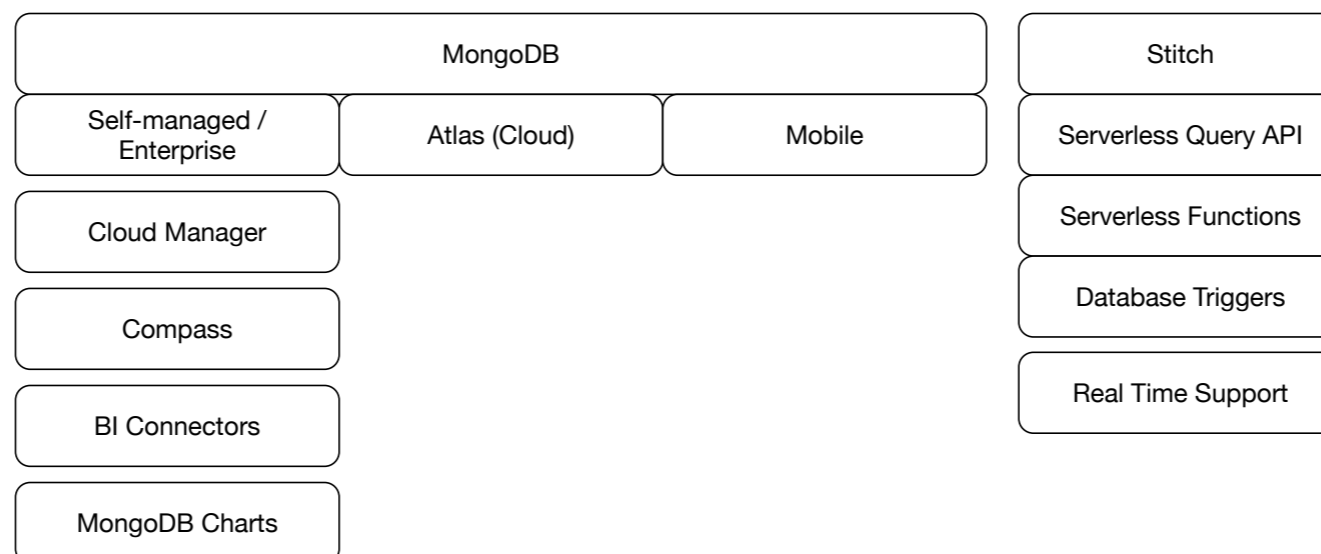 MongoDB
Stitch
Self-managed /
Enterprise
Atlas (Cloud)
Mobile
Serverless Query API
Cloud Manager
Serverless Functions
Compass
Database Triggers
BI Connectors
Real Time Support
MongoDB Charts